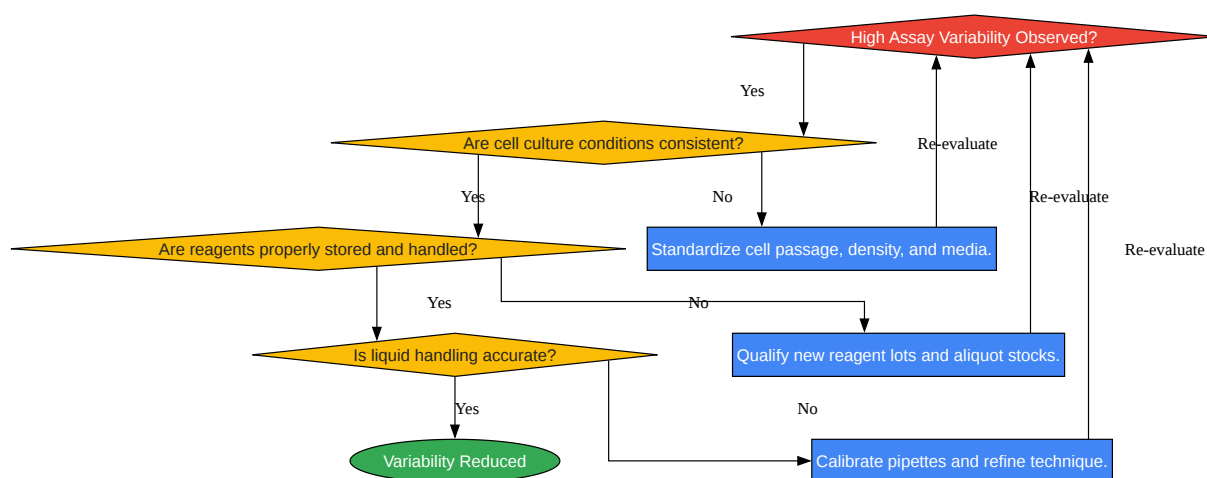 High Assay Variability Observed?
Yes
Are cell culture conditions consistent?
Re-evaluate
Yes
No
Re-evaluate
Are reagents properly stored and handled?
Standardize cell passage, density, and media.
Re-evaluate
Yes
No
Is liquid handling accurate?
Qualify new reagent lots and aliquot stocks.
Yes
No
Variability Reduced
Calibrate pipettes and refine technique.